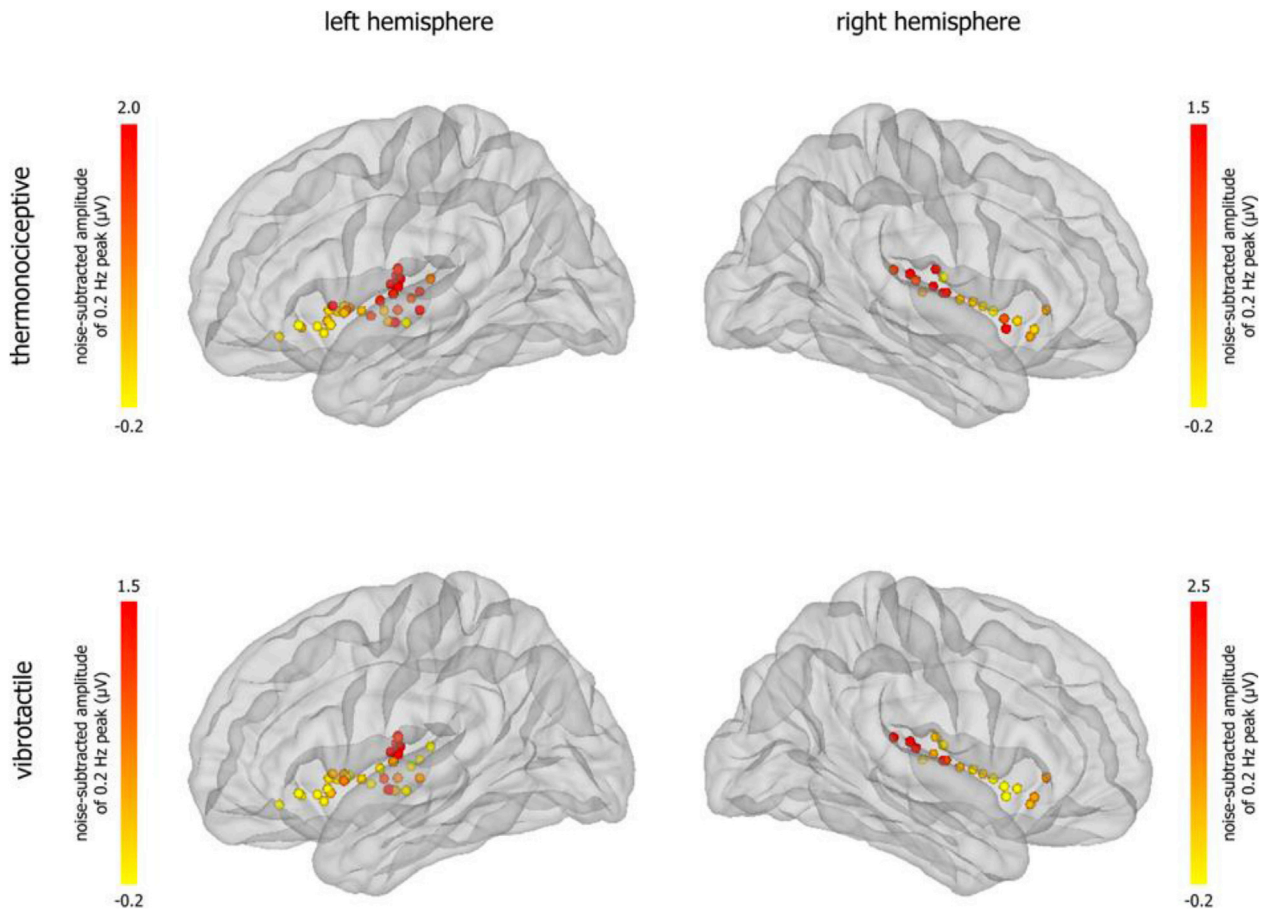 left hemisphere
right hemisphere
thermonociceptive
2.0
noise-subtracted amplitude
of 0.2 Hz peak (µV)
-0.2
1.5
noise-subtracted amplitude
of 0.2 Hz peak (µV)
-0.2
vibrotactile
1.5
noise-subtracted amplitude
of 0.2 Hz peak (µV)
-0.2
2.5
noise-subtracted amplitude
of 0.2 Hz peak (µV)
-0.2